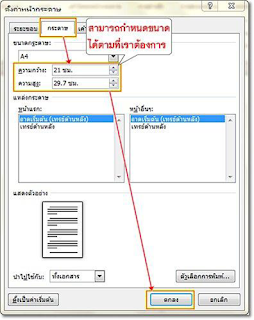 ตั้งค่าหน้ากระดาษ
ระยะขอบ กระดาษ
สามารถกำหนดขนาด
ได้ตามที่เราต้องการ
ขนาดกระดาษ:
A4
ความกว้าง: 21 ซม.
ความสูง: 29.7 ซม.
แหล่งกระดาษ
หน้าแรก: หน้าอื่นๆ:
ถาดเริ่มต้น (เทรย์ด้านหลัง) ถาดเริ่มต้น (เทรย์ด้านหลัง)
เทรย์ด้านหลัง เทรย์ด้านหลัง
แสดงตัวอย่าง
นำไปใช้กับ: ทั้งเอกสาร ตัวเลือกการพิมพ์...
ตั้งเป็นค่าเริ่มต้น ตกลง ยกเลิก